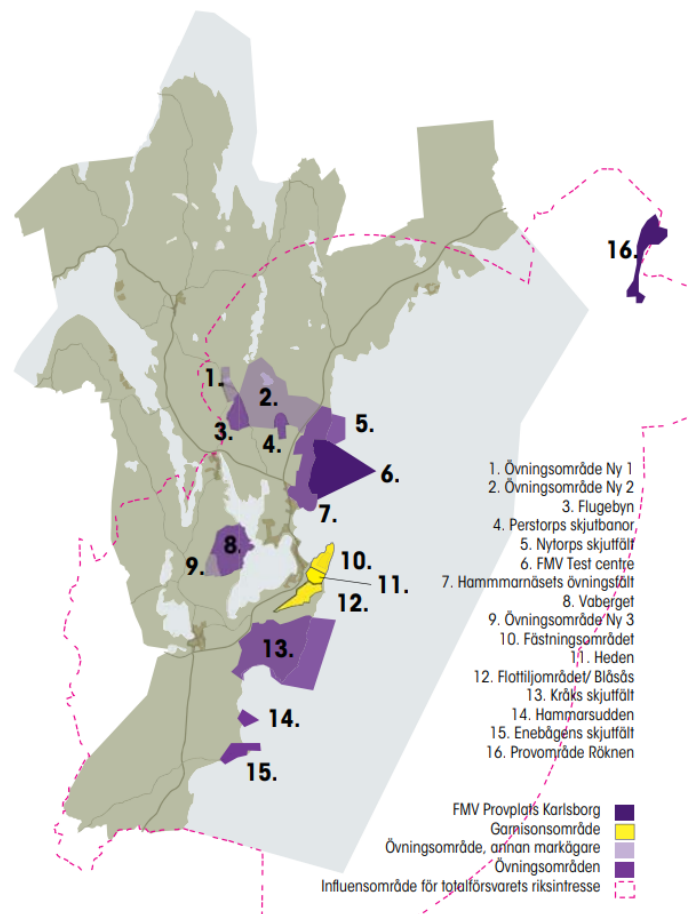 16.
1.
2.
3.
4.
5.
6.
7.
8.
9.
10.
11.
12.
13.
14.
15.
1. Övningsområde Ny 1
2. Övningsområde Ny 2
3. Flugebyn
4. Perstorps skjutbanor
5. Nytorps skjutfält
6. FMV Test centre
7. Hammmarnäsets övningsfält
8. Vaberget
9. Övningsområde Ny 3
10. Fästningsområdet
11. Heden
12. Flottiljområdet/ Blåsås
13. Kråks skjutfält
14. Hammarsudden
15. Enebågens skjutfält
16. Provområde Röknen
FMV Provplats Karlsborg
Garnisonsområde
Övningsområde, annan markägare
Övningsområden
Influensområde för totalförsvarets riksintresse